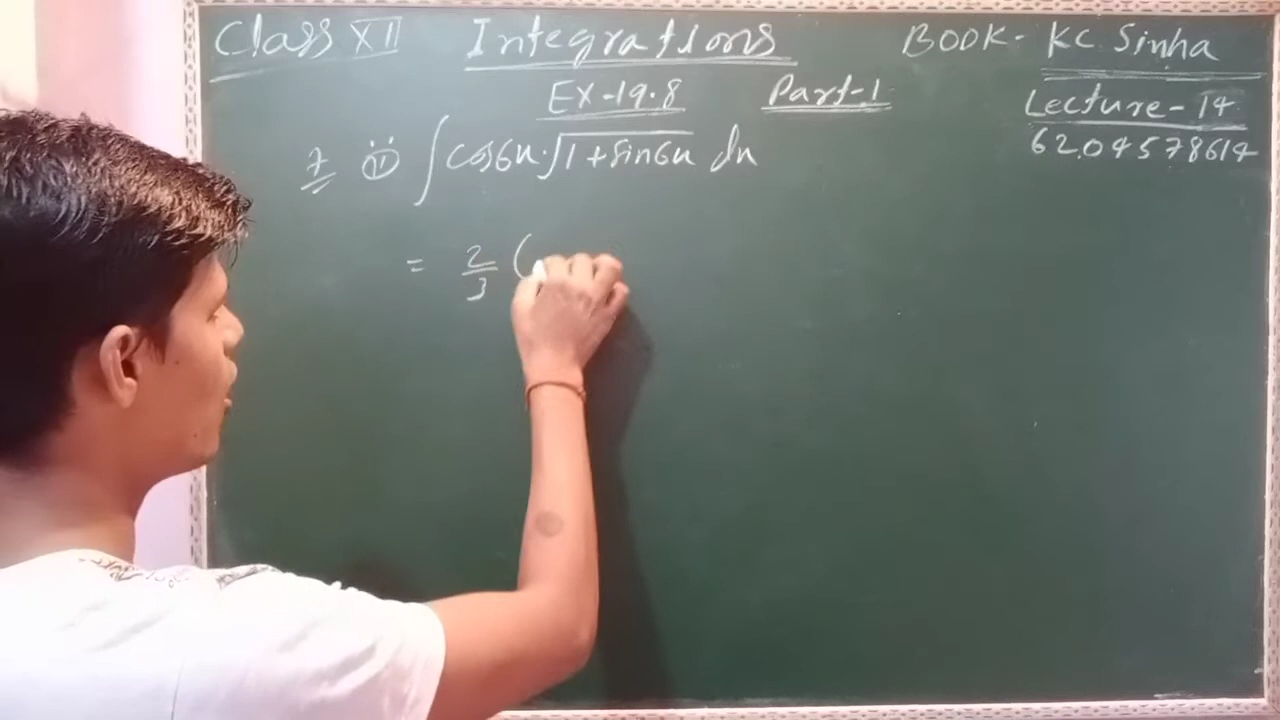 Class XII Integrations BOOK- KC Sinha
EX-19.8 Part-1 Lecture-14
6204578614
7 (ii) ∫cos6x·√1+sin6x dx
= 2/3 (